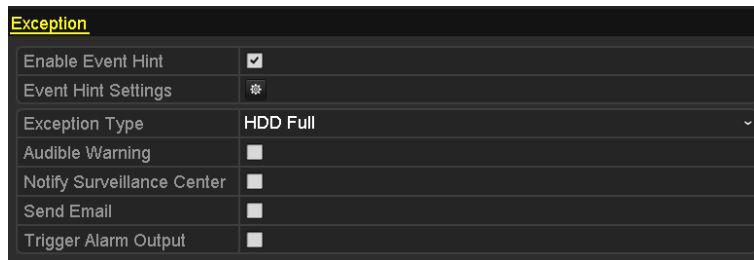 Exception
Enable Event Hint
Event Hint Settings
Exception Type HDD Full
Audible Warning
Notify Surveillance Center
Send Email
Trigger Alarm Output